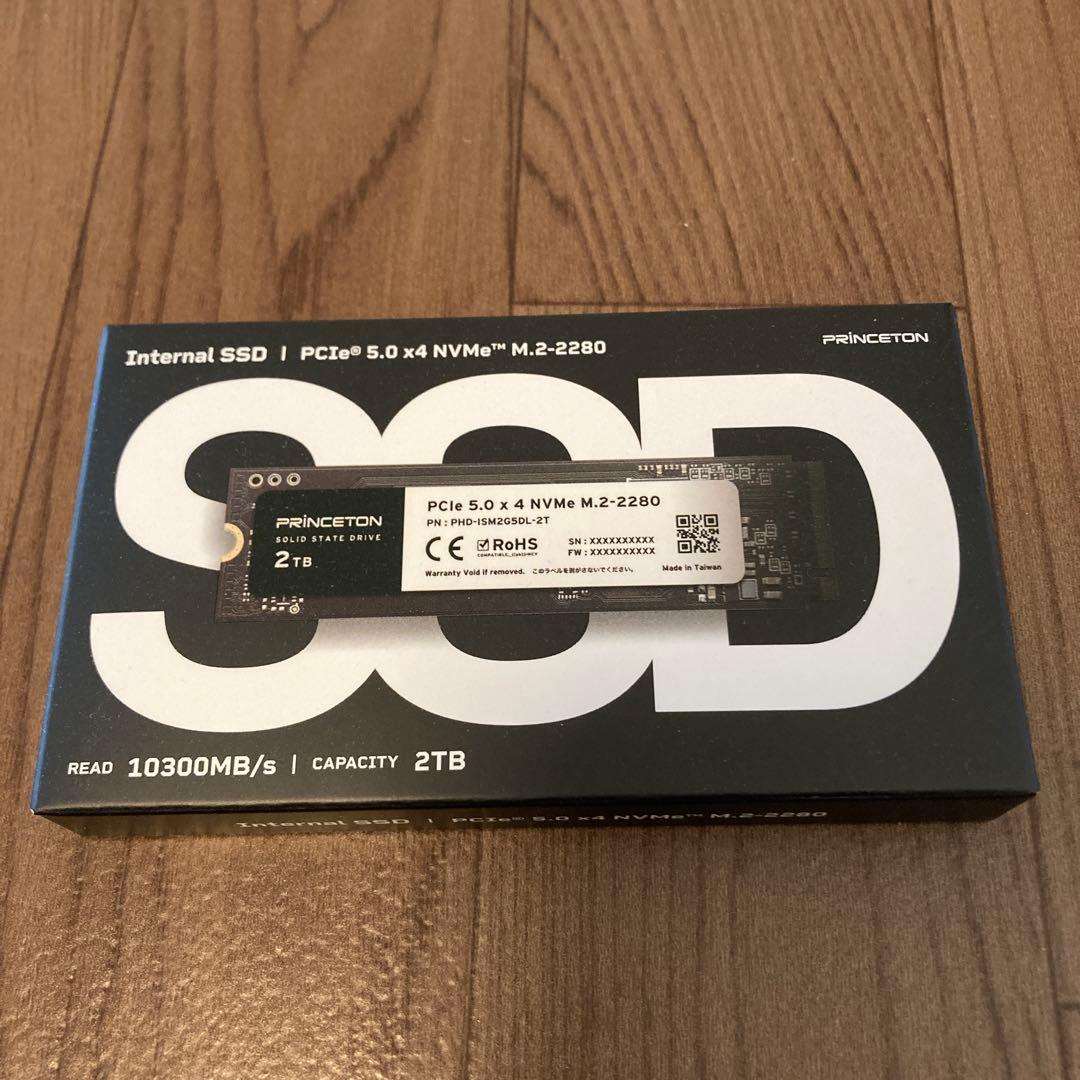 Internal SSD | PCIe® 5.0 x4 NVMe™ M.2-2280
PRINCETON
SSD
PRINCETON
SOLID STATE DRIVE
2TB
PCIe 5.0 x 4 NVMe M.2-2280
PN : PHD-ISM2G5DL-2T
CE
RoHS
SN : XXXXXXXXXX
FW : XXXXXXXXXX
Warranty Void if removed. このラベルを剥がさないでください。
Made in Taiwan
READ 10300MB/s | CAPACITY 2TB
Internal SSD | PCIe® 5.0 x4 NVMe™ M.2-2280